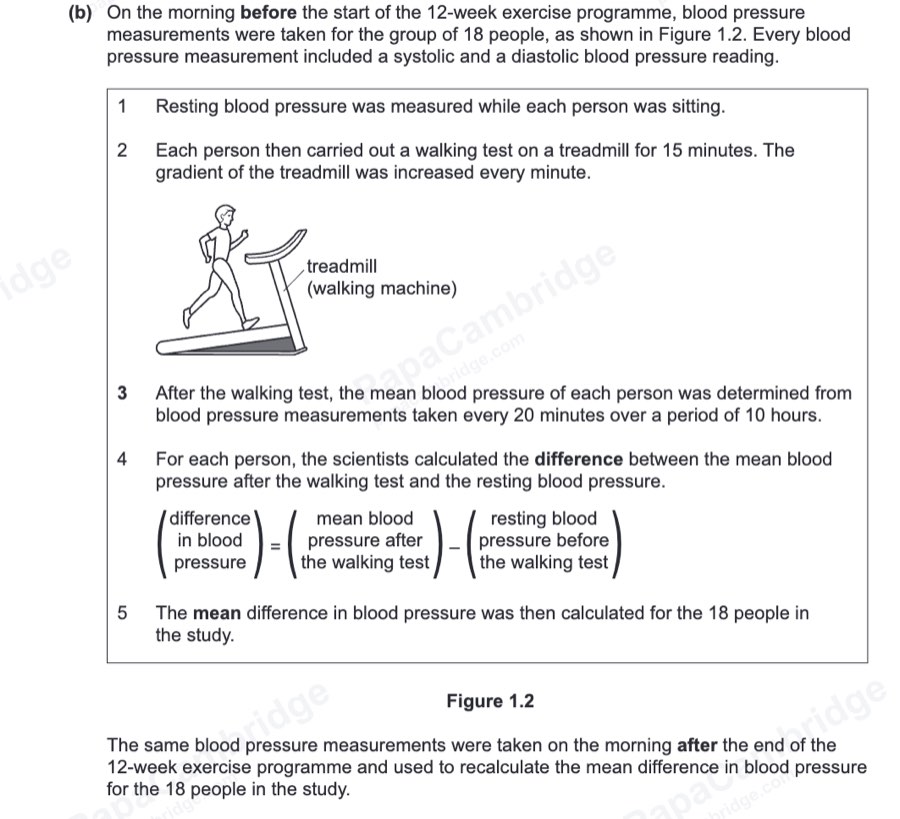 (b) On the morning before the start of the 12-week exercise programme, blood pressure
measurements were taken for the group of 18 people, as shown in Figure 1.2. Every blood
pressure measurement included a systolic and a diastolic blood pressure reading.
1 Resting blood pressure was measured while each person was sitting.
2 Each person then carried out a walking test on a treadmill for 15 minutes. The
gradient of the treadmill was increased every minute.
treadmill
(walking machine)
3 After the walking test, the mean blood pressure of each person was determined from
blood pressure measurements taken every 20 minutes over a period of 10 hours.
4 For each person, the scientists calculated the difference between the mean blood
pressure after the walking test and the resting blood pressure.
(difference in blood pressure) = (mean blood pressure after the walking test) – (resting blood pressure before the walking test)
5 The mean difference in blood pressure was then calculated for the 18 people in
the study.
Figure 1.2
The same blood pressure measurements were taken on the morning after the end of the
12-week exercise programme and used to recalculate the mean difference in blood pressure
for the 18 people in the study.
PapaCambridge